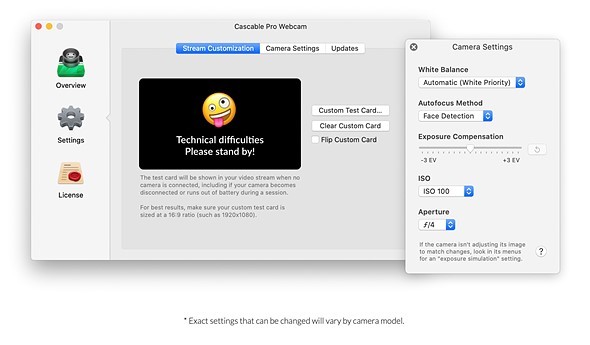 Cascable Pro Webcam
Stream Customization
Camera Settings
Updates
Overview
Settings
License
Technical difficulties
Please stand by!
Custom Test Card...
Clear Custom Card
Flip Custom Card
The test card will be shown in your video stream when no
camera is connected, including if your camera becomes
disconnected or runs out of battery during a session.
For best results, make sure your custom test card is
sized at a 16:9 ratio (such as 1920x1080).
Camera Settings
White Balance
Automatic (White Priority)
Autofocus Method
Face Detection
Exposure Compensation
-3 EV
+3 EV
ISO
ISO 100
Aperture
ƒ/4
If the camera isn't adjusting its image
to match changes, look in its menus
for an "exposure simulation" setting.
?
* Exact settings that can be changed will vary by camera model.